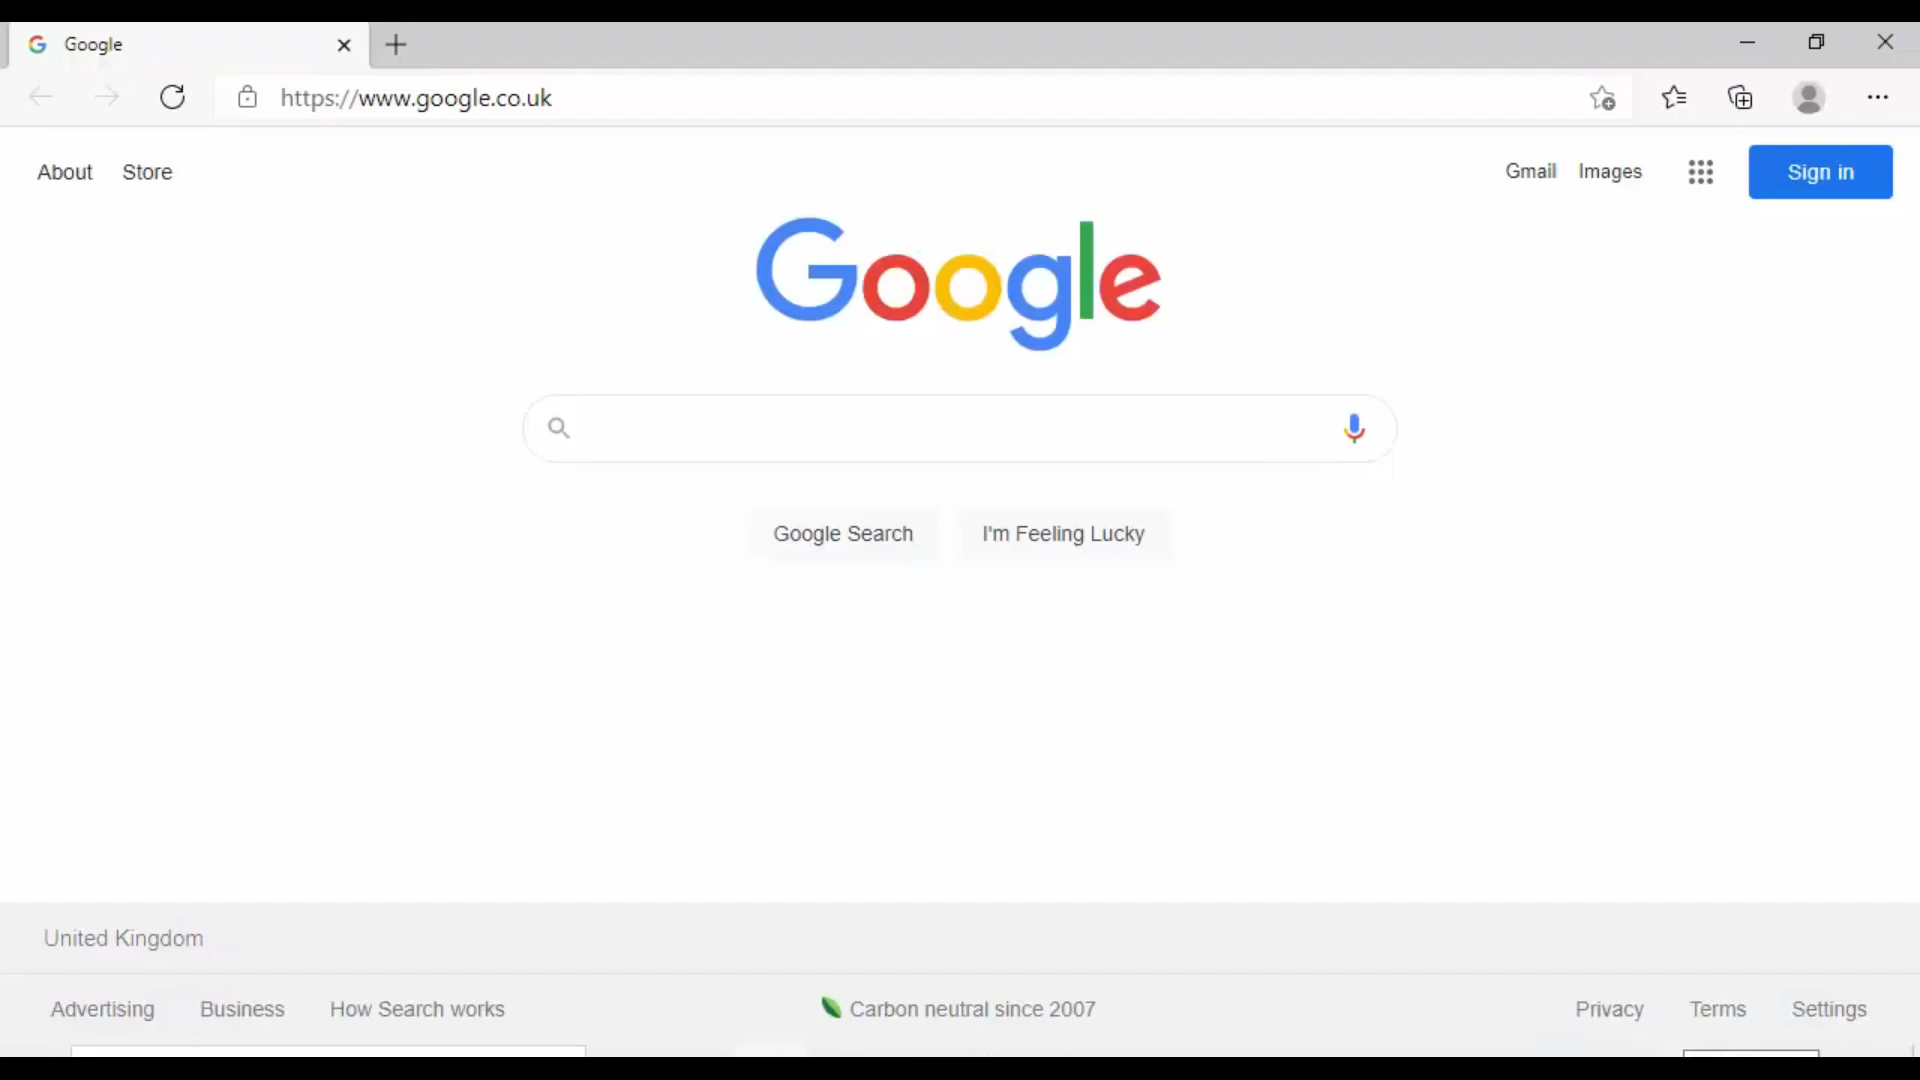 Google
https://www.google.co.uk
About Store Gmail Images Sign in
Google
Google Search I'm Feeling Lucky
United Kingdom
Advertising Business How Search works Carbon neutral since 2007 Privacy Terms Settings